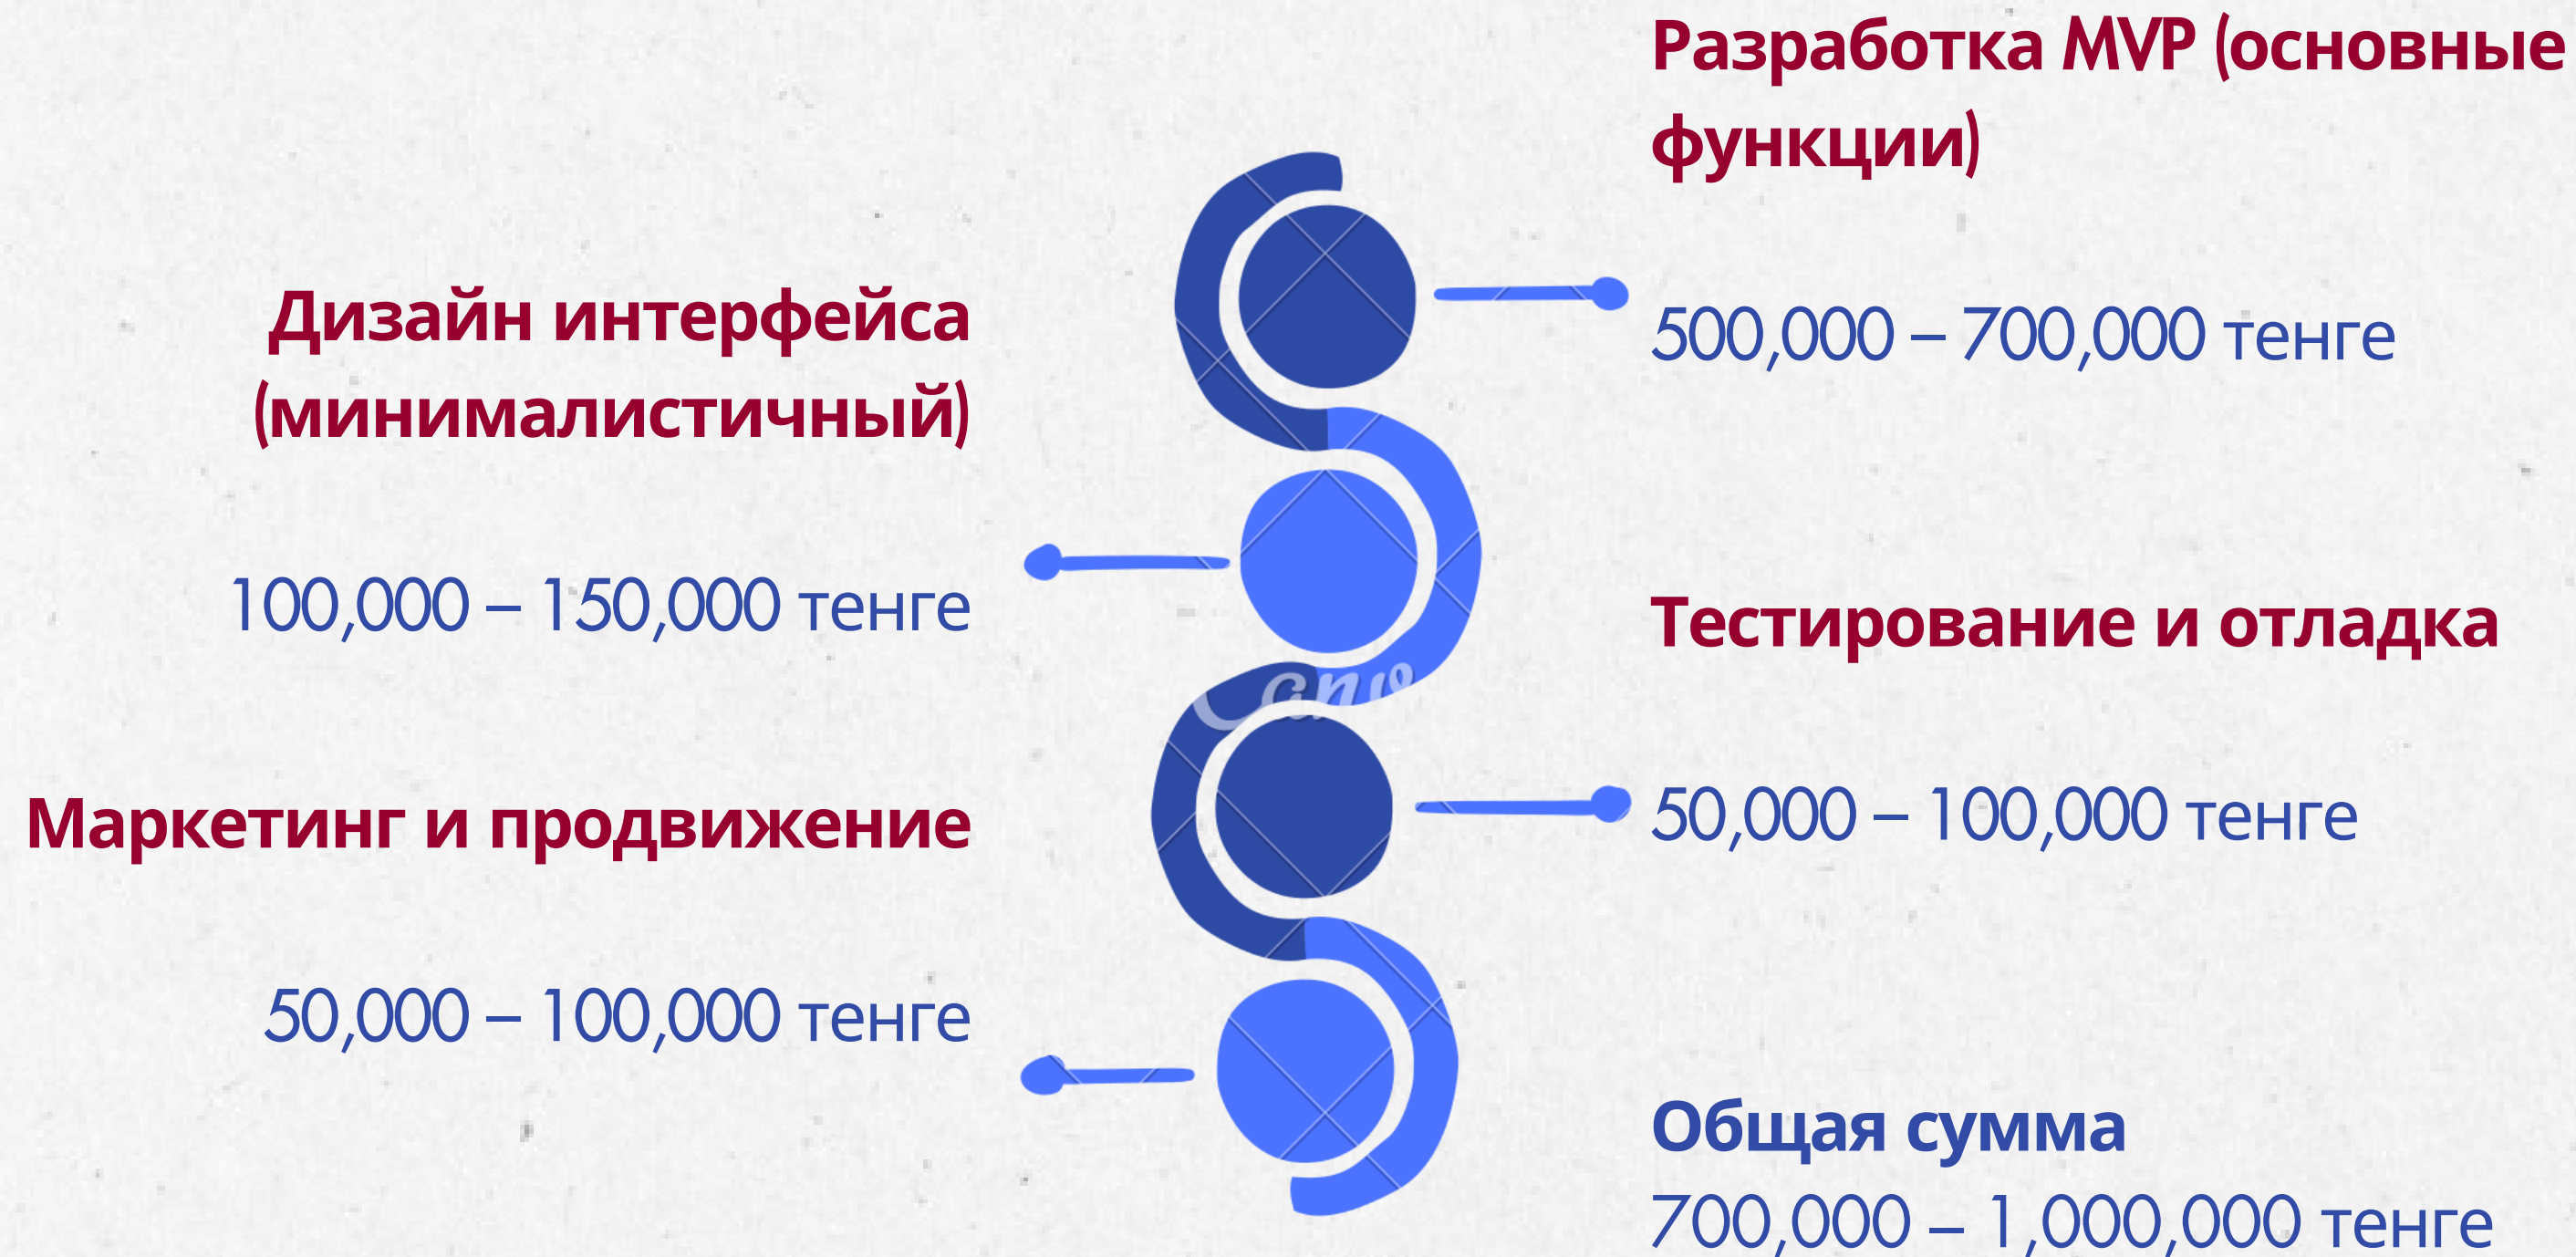 Разработка MVP (основные
функции)
500,000 – 700,000 тенге
Дизайн интерфейса
(минималистичный)
100,000 – 150,000 тенге
Тестирование и отладка
50,000 – 100,000 тенге
Маркетинг и продвижение
50,000 – 100,000 тенге
Общая сумма
700,000 – 1,000,000 тенге